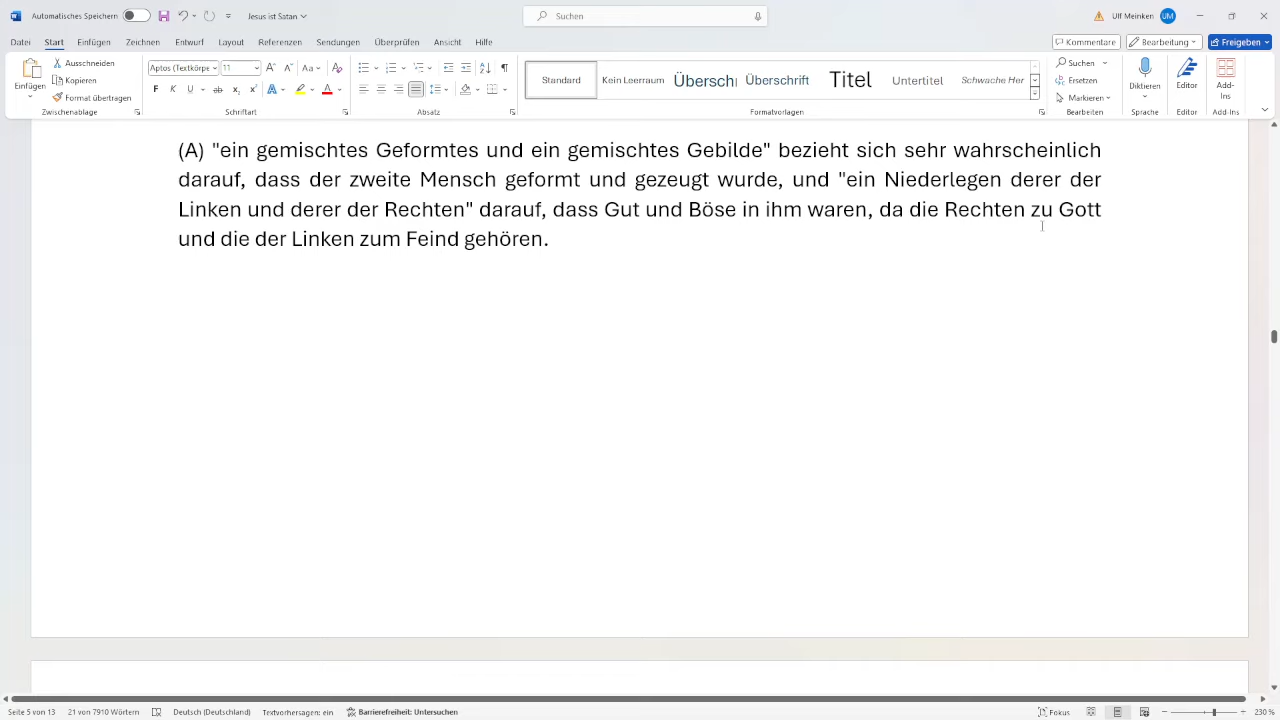 Automatisches Speichern
Jesus ist Satan
Suchen
Ulf Meinken
UM
Datei Start Einfügen Zeichnen Entwurf Layout Referenzen Sendungen Überprüfen Ansicht Hilfe
Kommentare
Bearbeitung
Freigeben
Einfügen
Ausschneiden
Kopieren
Format übertragen
Zwischenablage
Aptos (Textkörpe
11
F K U ab x₂ x²
Schriftart
Absatz
Standard
Kein Leerraum
Überschr
Überschrift
Titel
Untertitel
Schwache Her
Formatvorlagen
Suchen
Ersetzen
Markieren
Bearbeiten
Diktieren
Sprache
Editor
Editor
Add-Ins
Add-Ins
(A) "ein gemischtes Geformtes und ein gemischtes Gebilde" bezieht sich sehr wahrscheinlich
darauf, dass der zweite Mensch geformt und gezeugt wurde, und "ein Niederlegen derer der
Linken und derer der Rechten" darauf, dass Gut und Böse in ihm waren, da die Rechten zu Gott
und die der Linken zum Feind gehören.
Seite 5 von 13
21 von 7910 Wörtern
Deutsch (Deutschland)
Textvorhersagen: ein
Barrierefreiheit: Untersuchen
Fokus
230 %